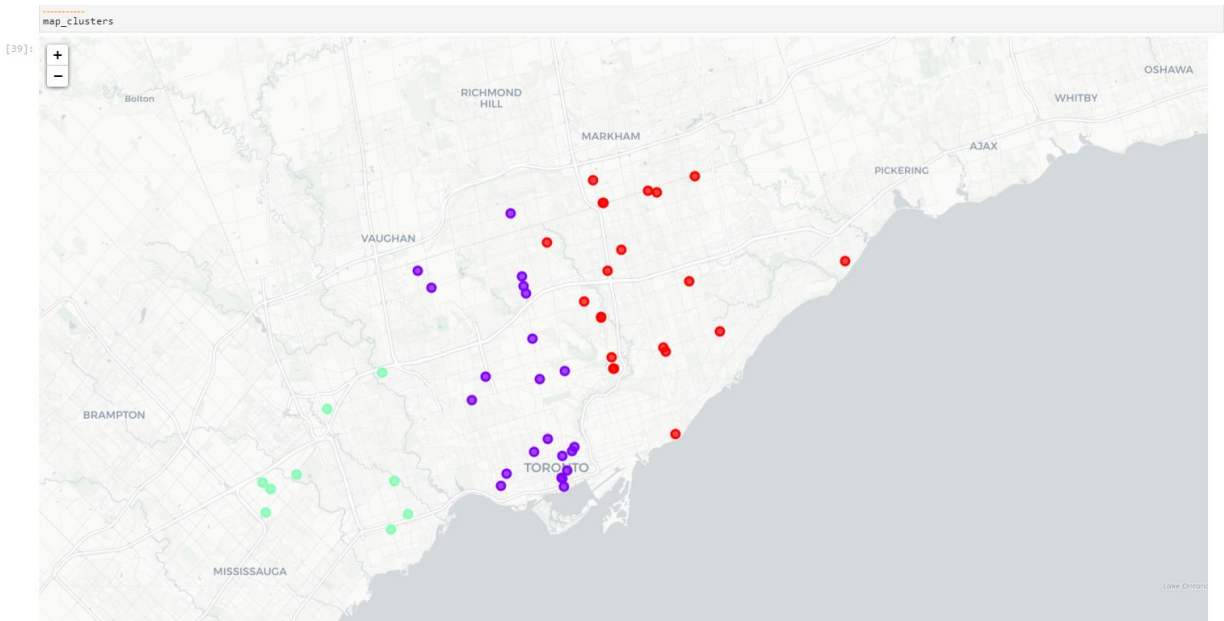 map_clusters
[39]:
+
−
OSHAWA
Bolton
RICHMOND
HILL
WHITBY
MARKHAM
AJAX
PICKERING
VAUGHAN
BRAMPTON
TORONTO
MISSISSAUGA
Lake Ontario